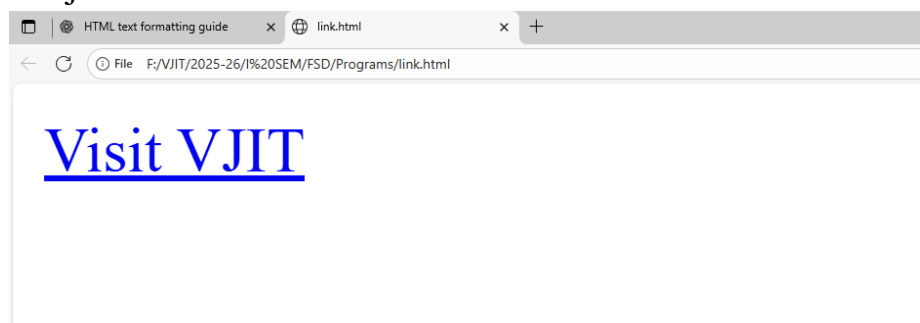 HTML text formatting guide link.html
File F:/VJIT/2025-26/I%20SEM/FSD/Programs/link.html
Visit VJIT